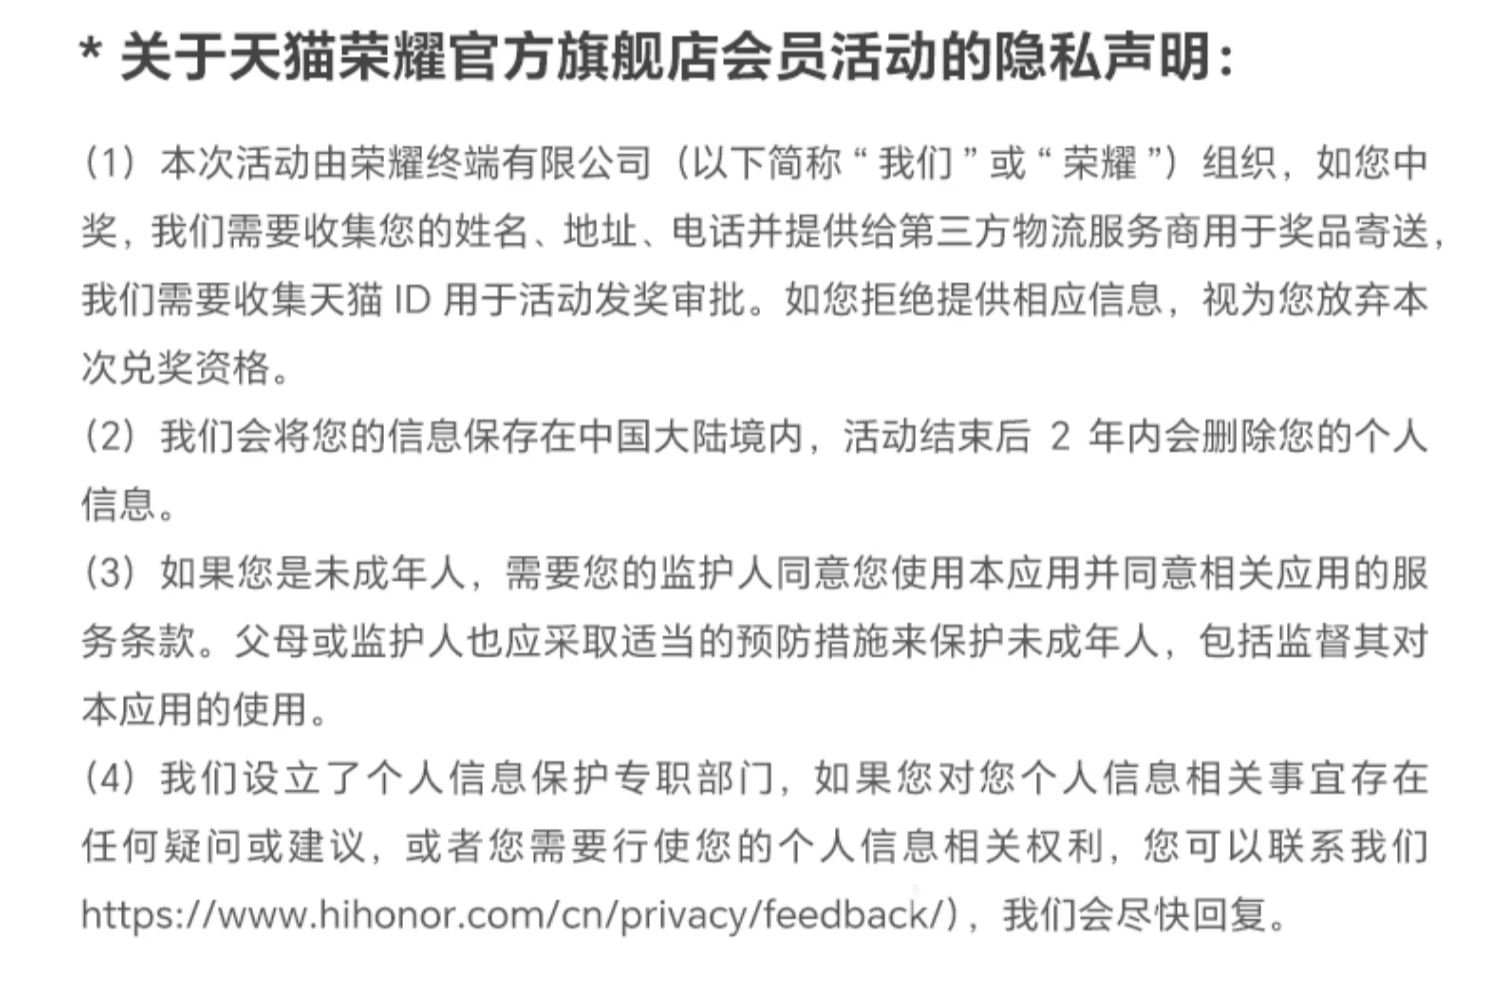 * 关于天猫荣耀官方旗舰店会员活动的隐私声明：
（1）本次活动由荣耀终端有限公司（以下简称“我们”或“荣耀”）组织，如您中
奖，我们需要收集您的姓名、地址、电话并提供给第三方物流服务商用于奖品寄送，
我们需要收集天猫 ID 用于活动发奖审批。如您拒绝提供相应信息，视为您放弃本
次兑奖资格。
（2）我们会将您的信息保存在中国大陆境内，活动结束后 2 年内会删除您的个人
信息。
（3）如果您是未成年人，需要您的监护人同意您使用本应用并同意相关应用的服
务条款。父母或监护人也应采取适当的预防措施来保护未成年人，包括监督其对
本应用的使用。
（4）我们设立了个人信息保护专职部门，如果您对您个人信息相关事宜存在
任何疑问或建议，或者您需要行使您的个人信息相关权利，您可以联系我们
https://www.hihonor.com/cn/privacy/feedback/)，我们会尽快回复。